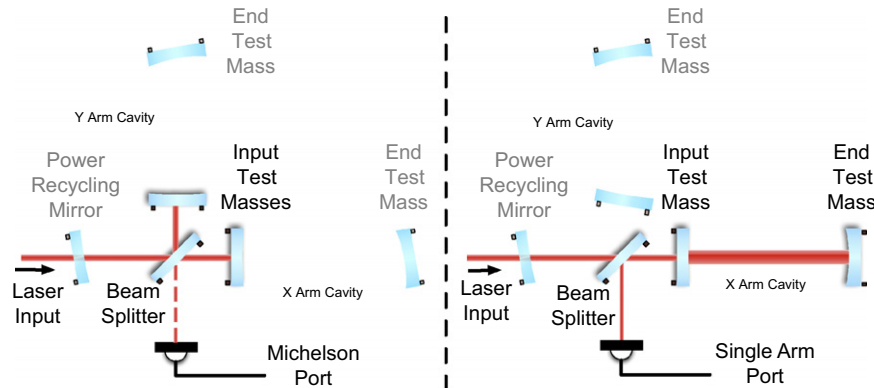 End
Test
Mass
Y Arm Cavity
Power
Recycling
Mirror
Input
Test
Masses
End
Test
Mass
Laser
Input
Beam
Splitter
X Arm Cavity
Michelson
Port
End
Test
Mass
Y Arm Cavity
Power
Recycling
Mirror
Input
Test
Mass
End
Test
Mass
Laser
Input
Beam
Splitter
X Arm Cavity
Single Arm
Port